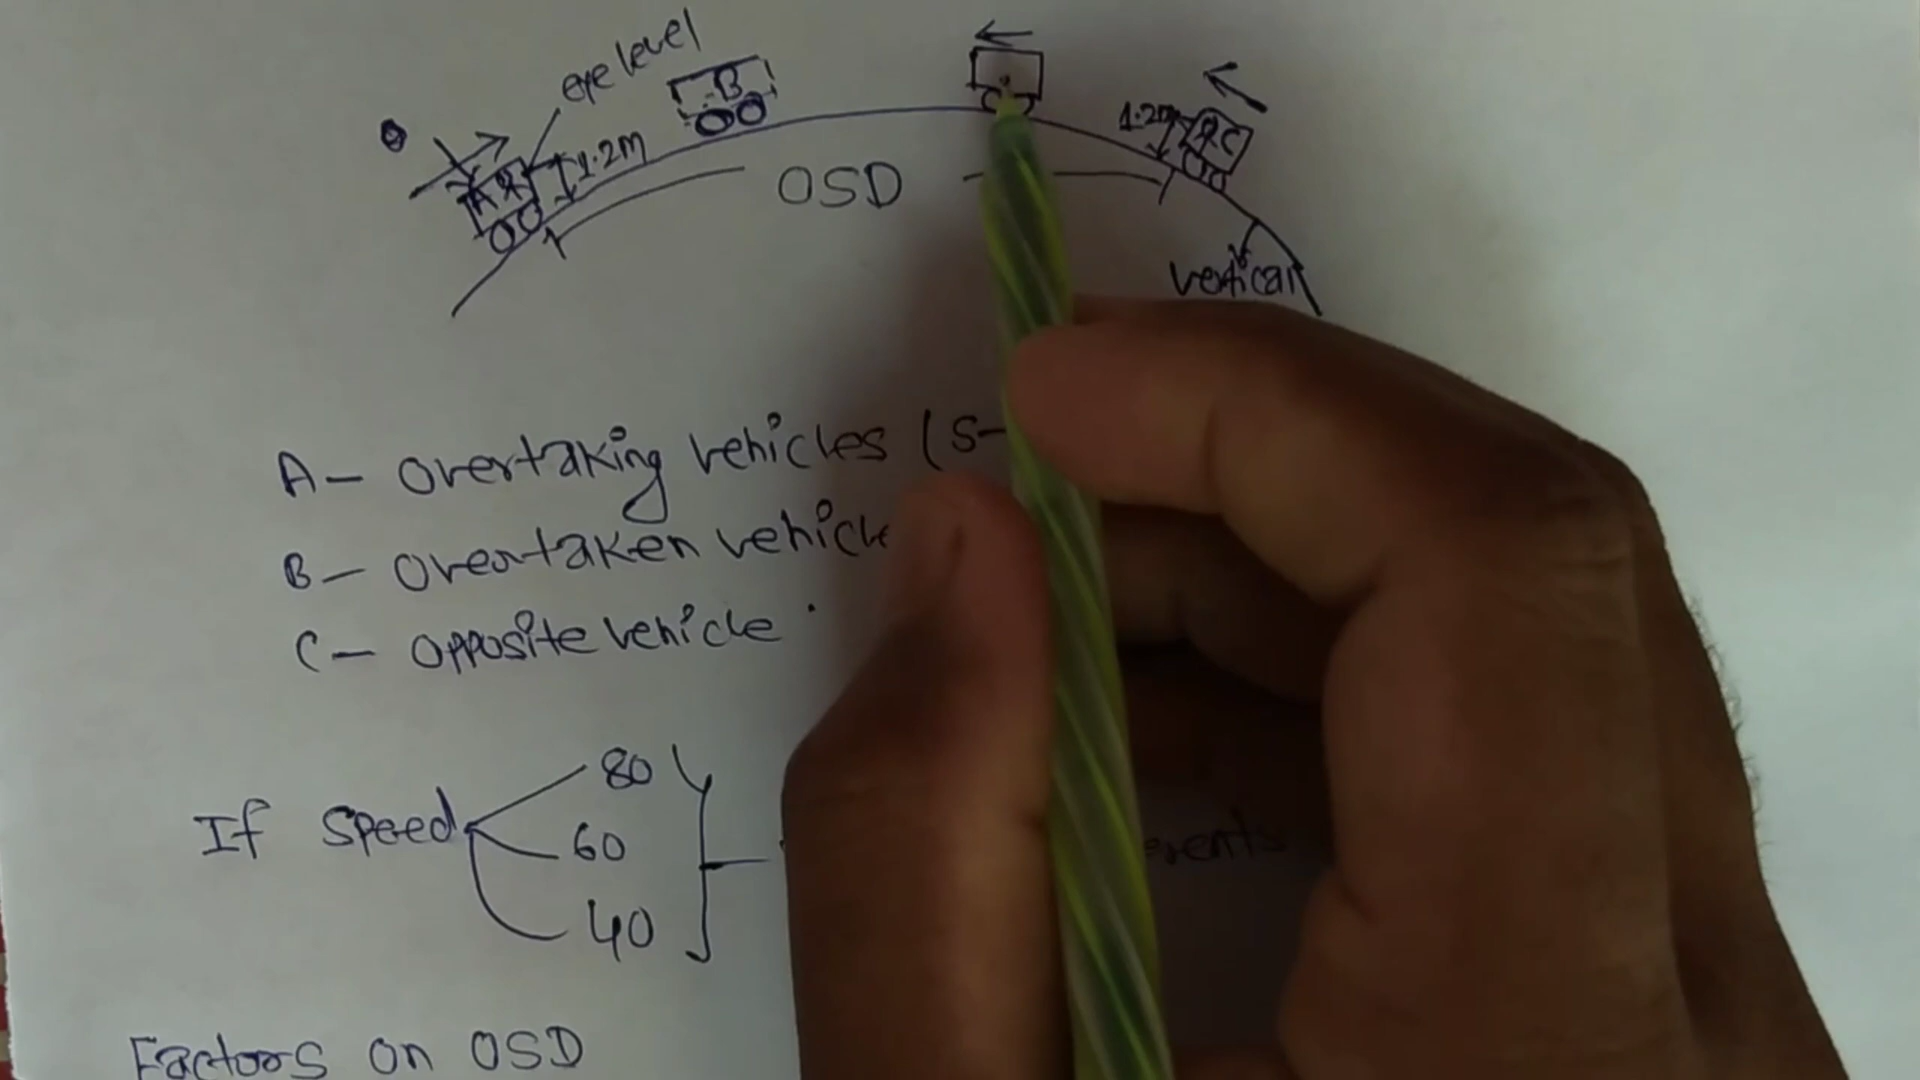 eye level
B
A
1.2m
1.2m
C
OSD
vertical
A- overtaking vehicles (S-
B- overtaken vehicle
C- opposite vehicle
If speed
80
60
40
Factors on OSD